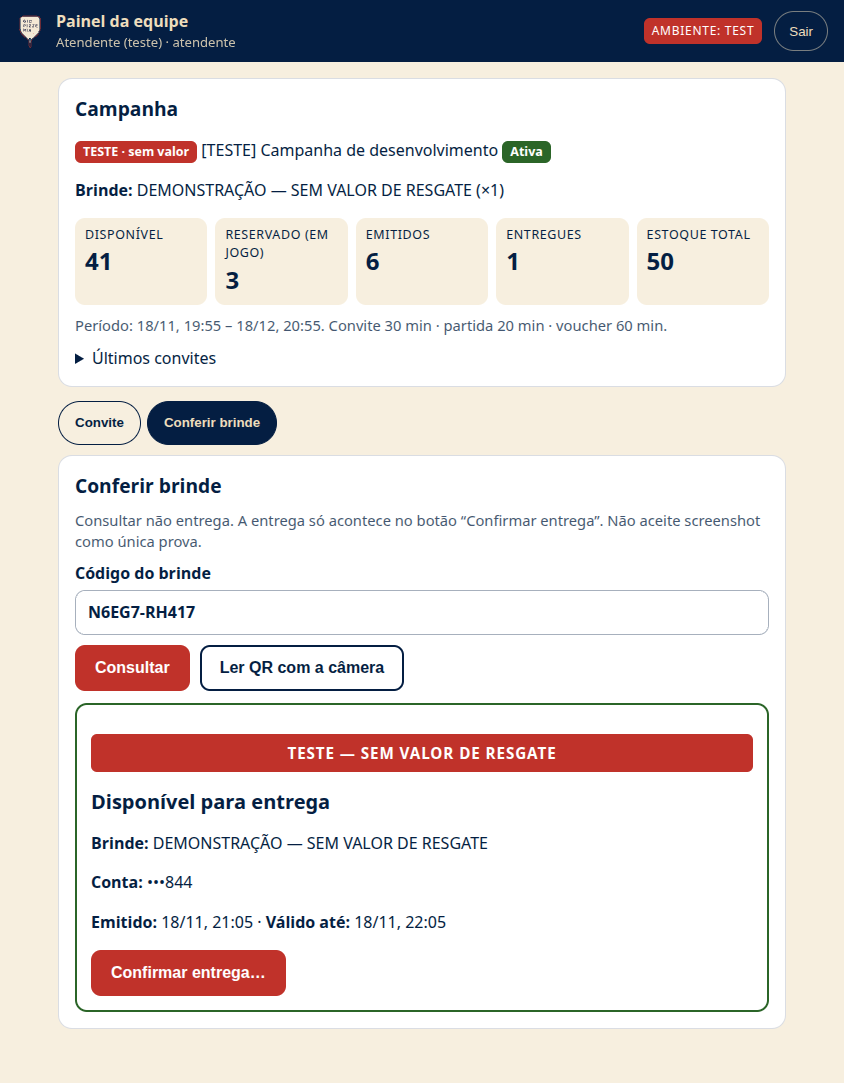 Painel da equipe
Atendente (teste) · atendente
AMBIENTE: TEST
Sair
Campanha
TESTE · sem valor [TESTE] Campanha de desenvolvimento Ativa
Brinde: DEMONSTRAÇÃO — SEM VALOR DE RESGATE (×1)
DISPONÍVEL
41
RESERVADO (EM
JOGO)
3
EMITIDOS
6
ENTREGUES
1
ESTOQUE TOTAL
50
Período: 18/11, 19:55 – 18/12, 20:55. Convite 30 min · partida 20 min · voucher 60 min.
Últimos convites
Convite
Conferir brinde
Conferir brinde
Consultar não entrega. A entrega só acontece no botão “Confirmar entrega”. Não aceite screenshot
como única prova.
Código do brinde
N6EG7-RH417
Consultar
Ler QR com a câmera
TESTE — SEM VALOR DE RESGATE
Disponível para entrega
Brinde: DEMONSTRAÇÃO — SEM VALOR DE RESGATE
Conta: •••844
Emitido: 18/11, 21:05 · Válido até: 18/11, 22:05
Confirmar entrega…